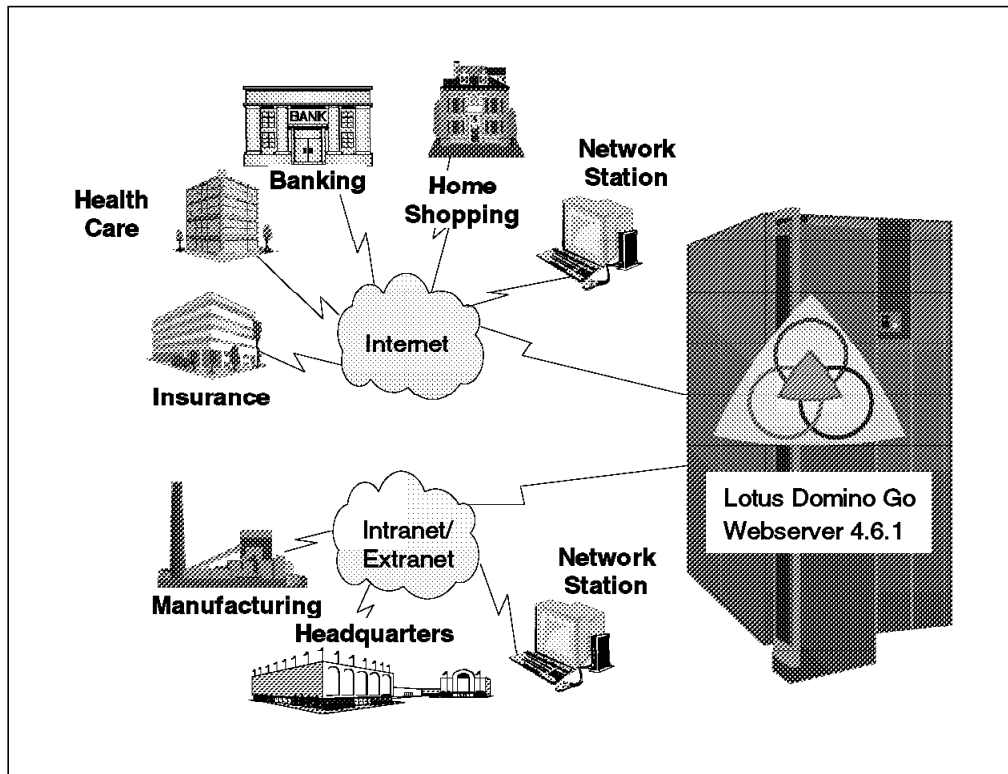 BANK
Banking
Home
Shopping
Network
Station
Health
Care
Internet
Insurance
Lotus Domino Go
Webserver 4.6.1
Intranet/
Extranet
Manufacturing
Network
Station
Headquarters